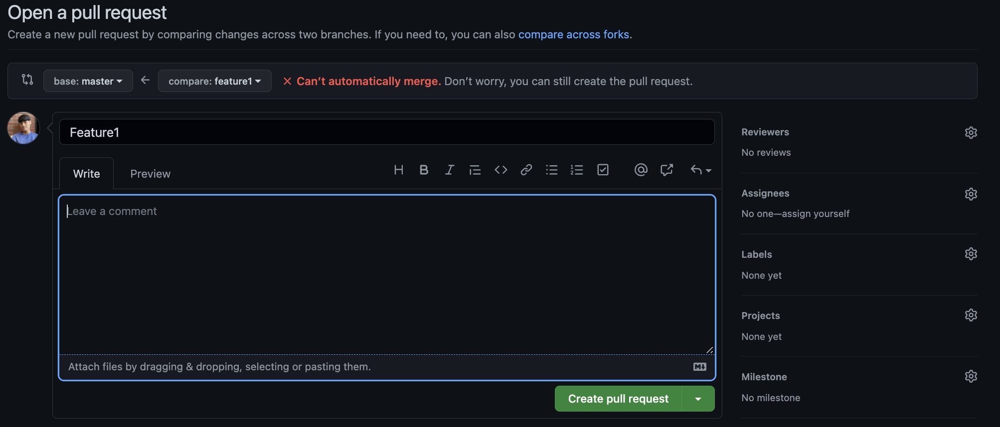 Open a pull request
Create a new pull request by comparing changes across two branches. If you need to, you can also compare across forks.
base: master compare: feature1 Can’t automatically merge. Don’t worry, you can still create the pull request.
Feature1
Write Preview
Leave a comment
Attach files by dragging & dropping, selecting or pasting them.
Create pull request
Reviewers
No reviews
Assignees
No one—assign yourself
Labels
None yet
Projects
None yet
Milestone
No milestone